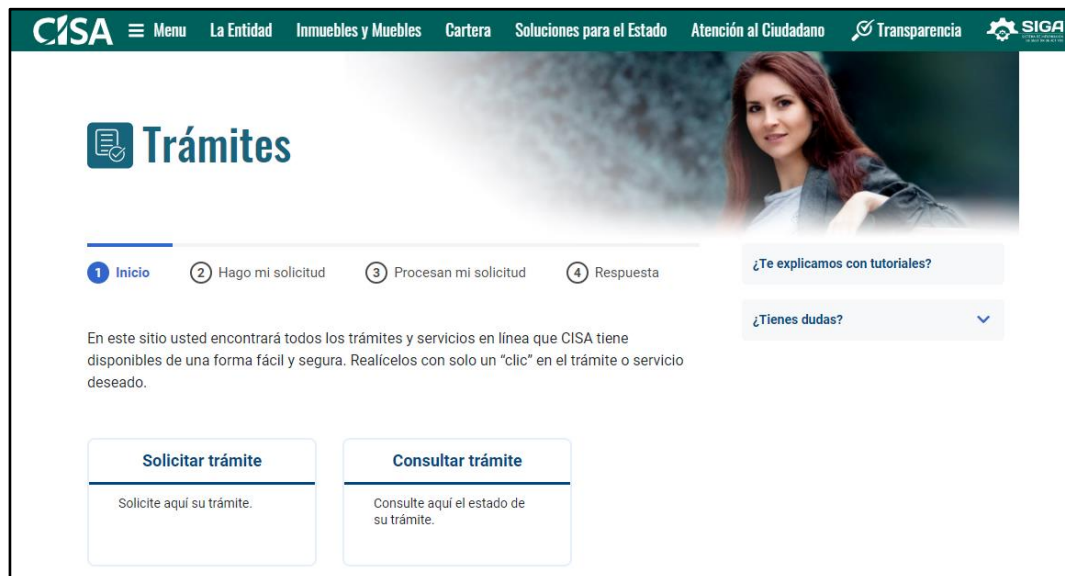 CISA Menu La Entidad Inmuebles y Muebles Cartera Soluciones para el Estado Atención al Ciudadano Transparencia SIGA
Trámites
1 Inicio 2 Hago mi solicitud 3 Procesan mi solicitud 4 Respuesta
¿Te explicamos con tutoriales?
¿Tienes dudas?
En este sitio usted encontrará todos los trámites y servicios en línea que CISA tiene
disponibles de una forma fácil y segura. Realícelos con solo un “clic” en el trámite o servicio
deseado.
Solicitar trámite
Solicite aquí su trámite.
Consultar trámite
Consulte aquí el estado de
su trámite.